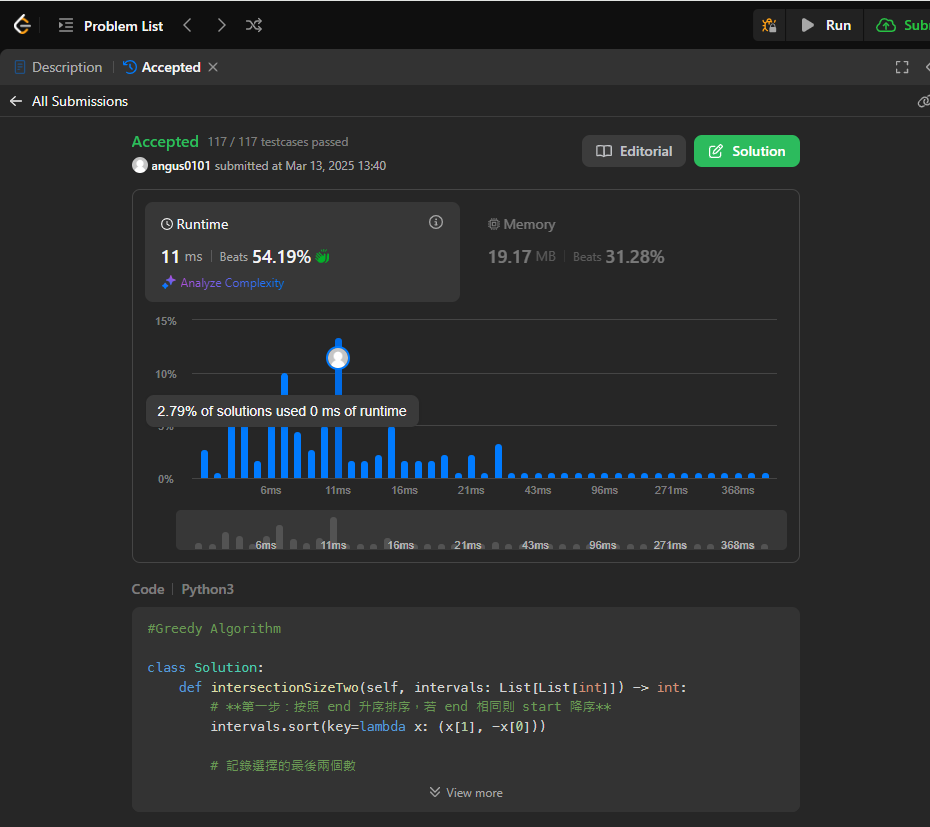 Problem List
Run
Description
Accepted
All Submissions
Accepted 117 / 117 testcases passed
angus0101 submitted at Mar 13, 2025 13:40
Editorial
Solution
Runtime
11 ms Beats 54.19%
Analyze Complexity
Memory
19.17 MB Beats 31.28%
15%
10%
2.79% of solutions used 0 ms of runtime
5%
0%
6ms 11ms 16ms 21ms 43ms 96ms 271ms 368ms
6ms 11ms 16ms 21ms 43ms 96ms 271ms 368ms
Code Python3
#Greedy Algorithm
class Solution:
def intersectionSizeTwo(self, intervals: List[List[int]]) -> int:
# **第一步：按照 end 升序排序，若 end 相同則 start 降序**
intervals.sort(key=lambda x: (x[1], -x[0]))
# 記錄選擇的最後兩個數
View more